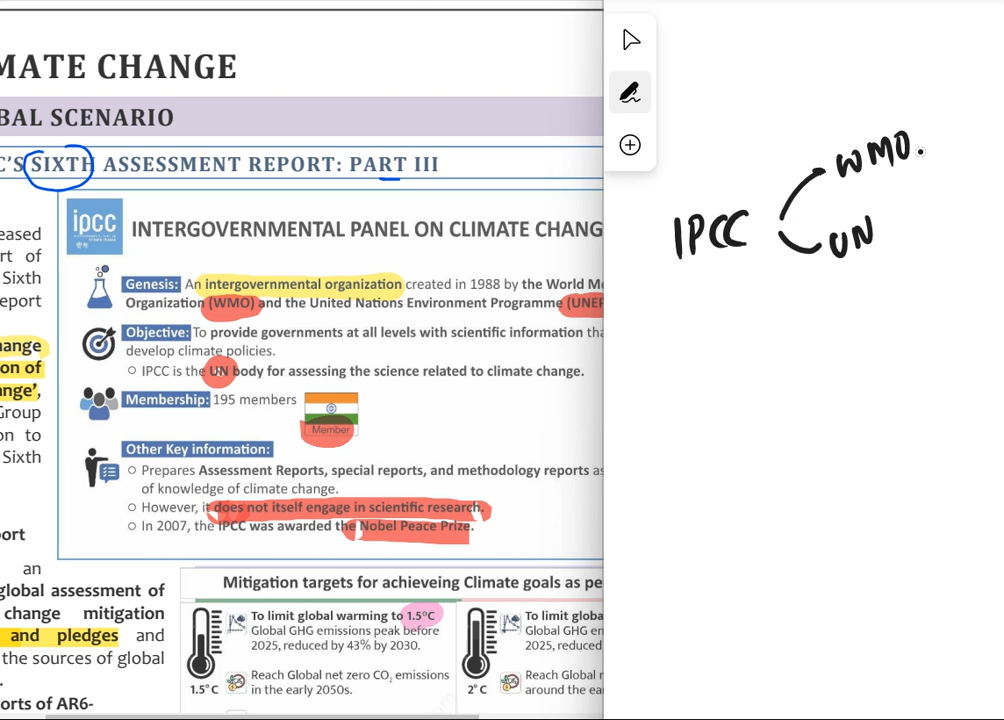 MATE CHANGE
BAL SCENARIO
C'S SIXTH ASSESSMENT REPORT: PART III
eased
rt of
Sixth
eport
hange
on of
nge',
Group
on to
Sixth
port
an
global assessment of
change mitigation
and pledges and
the sources of global
.
orts of AR6-
ipcc
INTERGOVERNMENTAL PANEL ON CLIMATE CHANG
Genesis: An intergovernmental organization created in 1988 by the World M
Organization (WMO) and the United Nations Environment Programme (UNEP
Objective: To provide governments at all levels with scientific information tha
develop climate policies.
○ IPCC is the UN body for assessing the science related to climate change.
Membership: 195 members
Member
Other Key information:
○ Prepares Assessment Reports, special reports, and methodology reports as
of knowledge of climate change.
○ However, it does not itself engage in scientific research.
○ In 2007, the IPCC was awarded the Nobel Peace Prize.
Mitigation targets for achieveing Climate goals as pe
To limit global warming to 1.5°C
Global GHG emissions peak before
2025, reduced by 43% by 2030.
Reach Global net zero CO₂ emissions
in the early 2050s.
1.5°C
To limit globa
Global GHG en
2025, reduced
Reach Global n
around the ea
2°C
WMO.
IPCC
UN